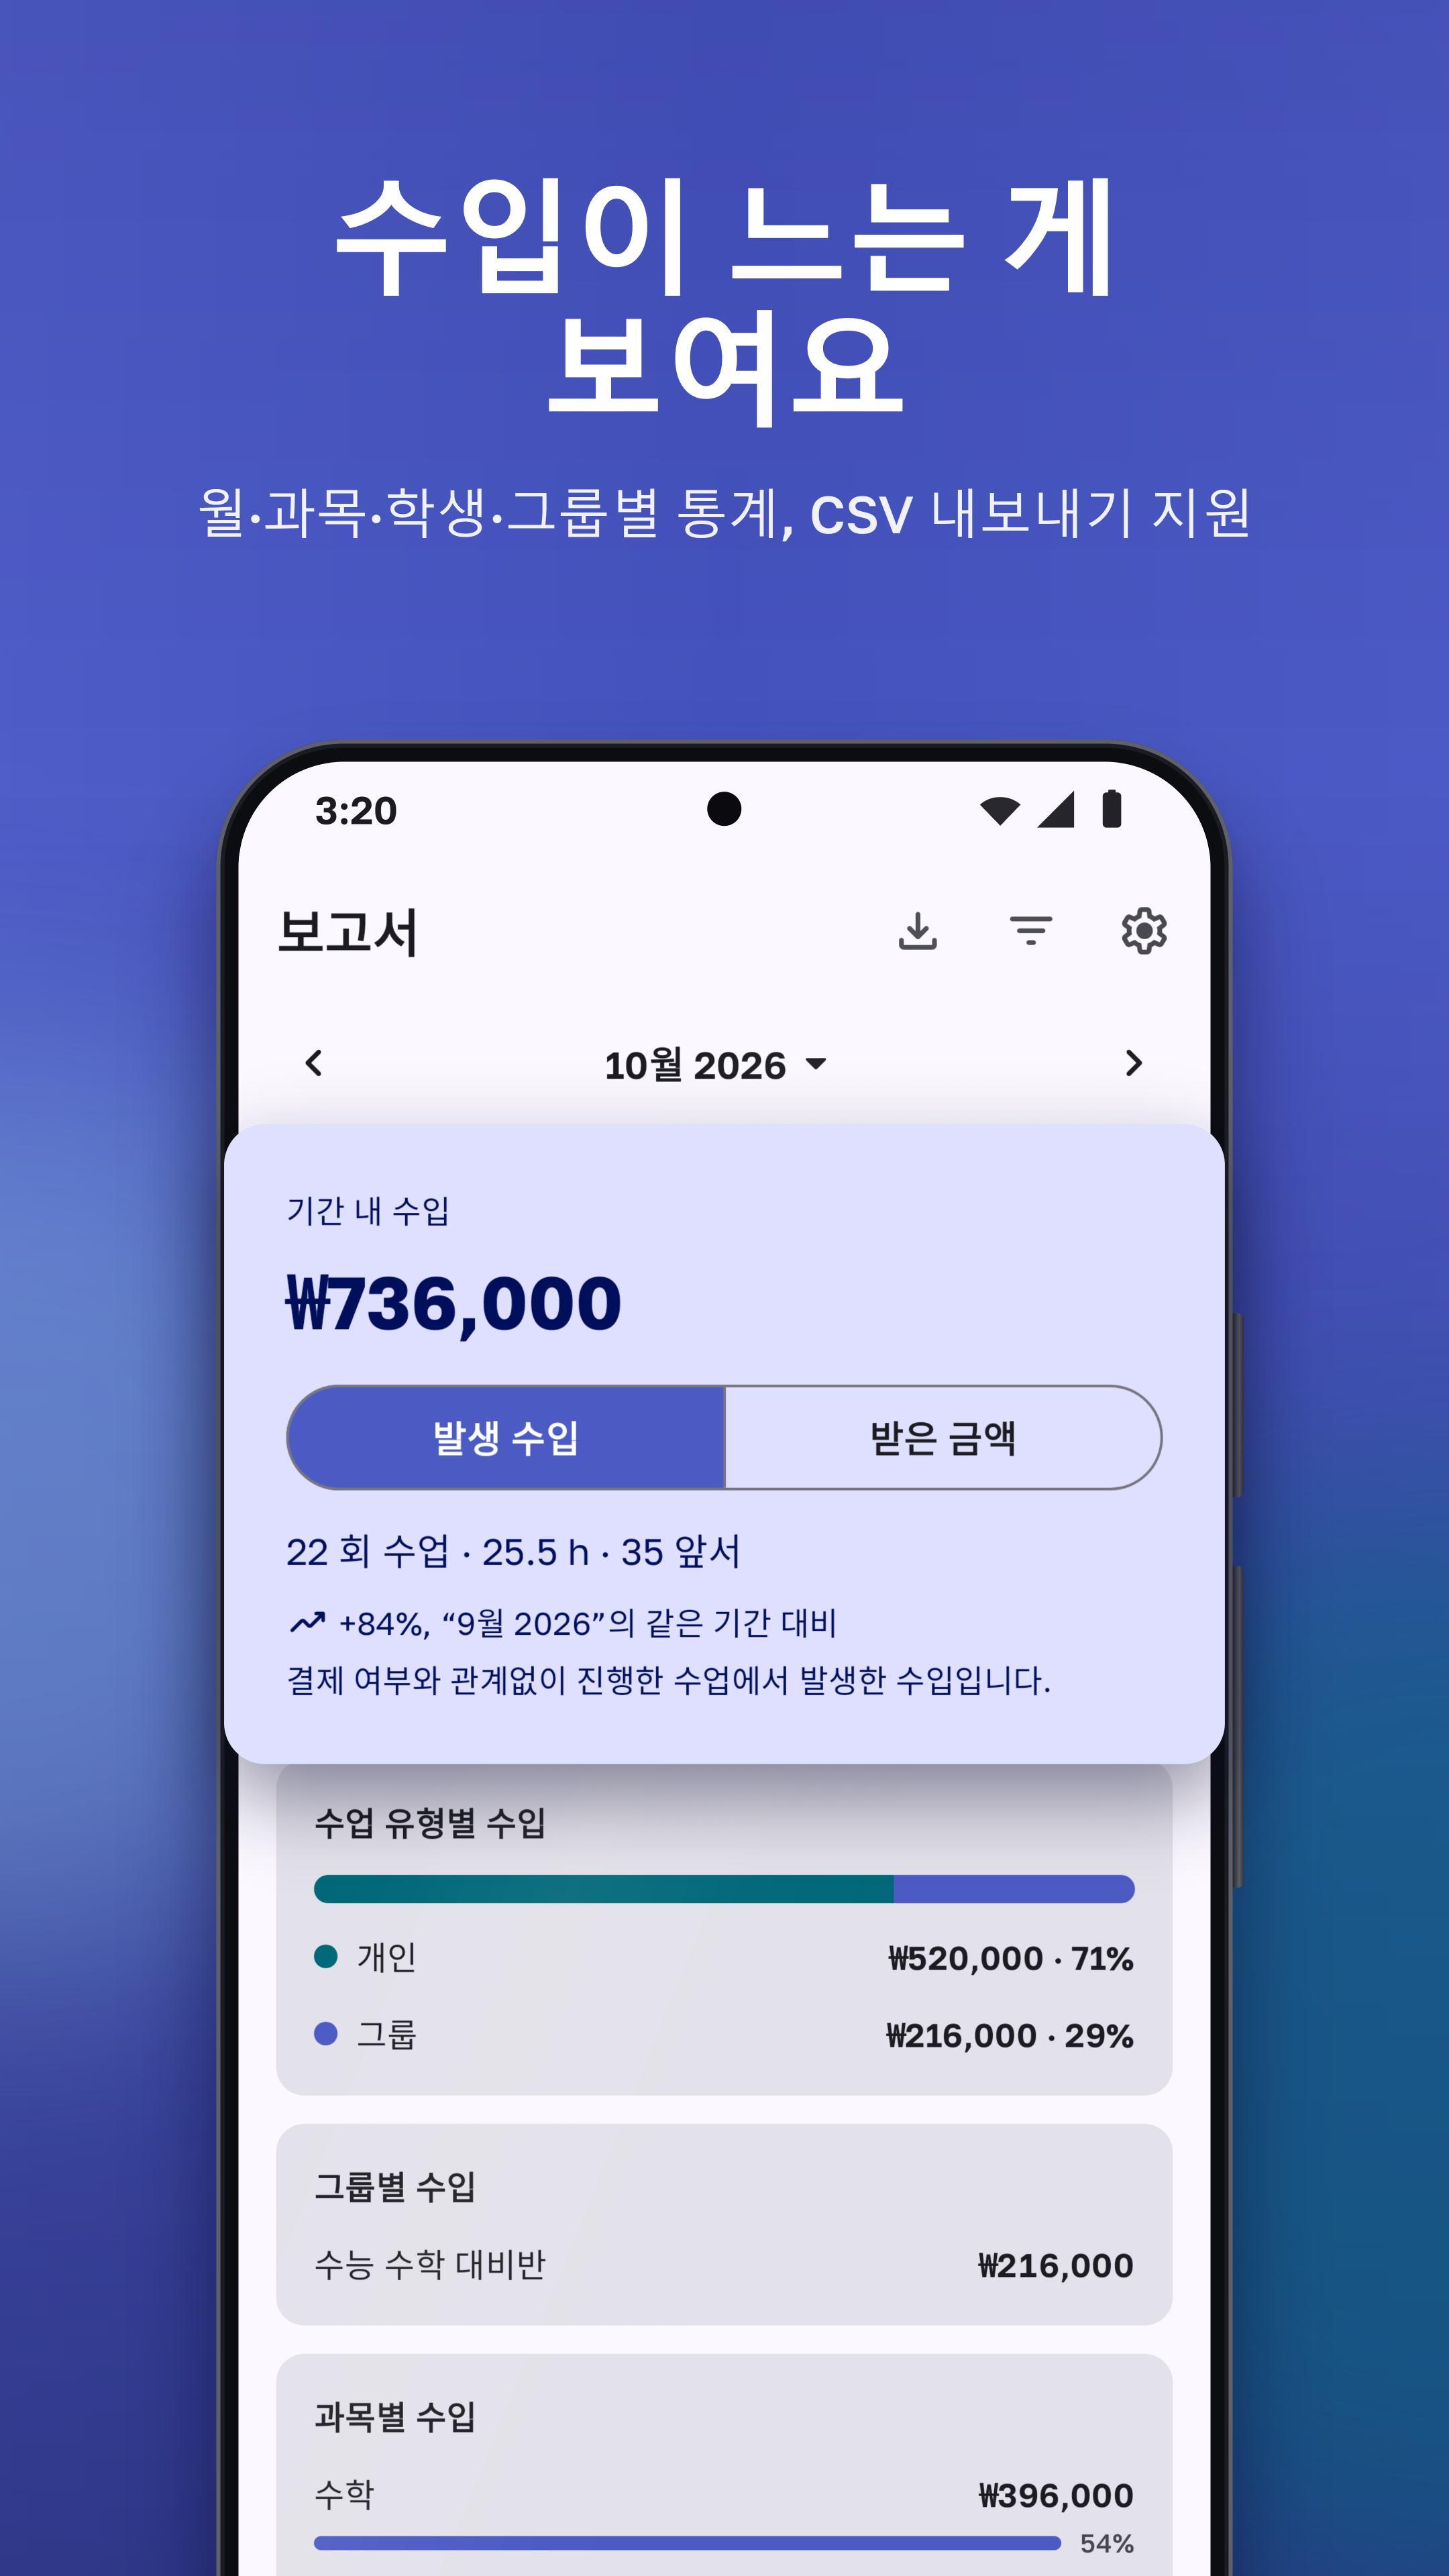 수입이 느는 게
보여요
월·과목·학생·그룹별 통계, CSV 내보내기 지원
3:20
보고서
10월 2026
기간 내 수입
₩736,000
발생 수입
받은 금액
22 회 수업 · 25.5 h · 35 앞서
+84%, “9월 2026”의 같은 기간 대비
결제 여부와 관계없이 진행한 수업에서 발생한 수입입니다.
수업 유형별 수입
개인 ₩520,000 · 71%
그룹 ₩216,000 · 29%
그룹별 수입
수능 수학 대비반 ₩216,000
과목별 수입
수학 ₩396,000
54%